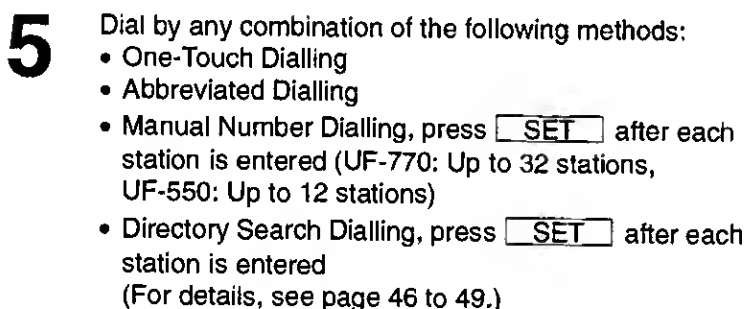 5 Dial by any combination of the following methods:
• One-Touch Dialling
• Abbreviated Dialling
• Manual Number Dialling, press SET after each
station is entered (UF-770: Up to 32 stations,
UF-550: Up to 12 stations)
• Directory Search Dialling, press SET after each
station is entered
(For details, see page 46 to 49.)